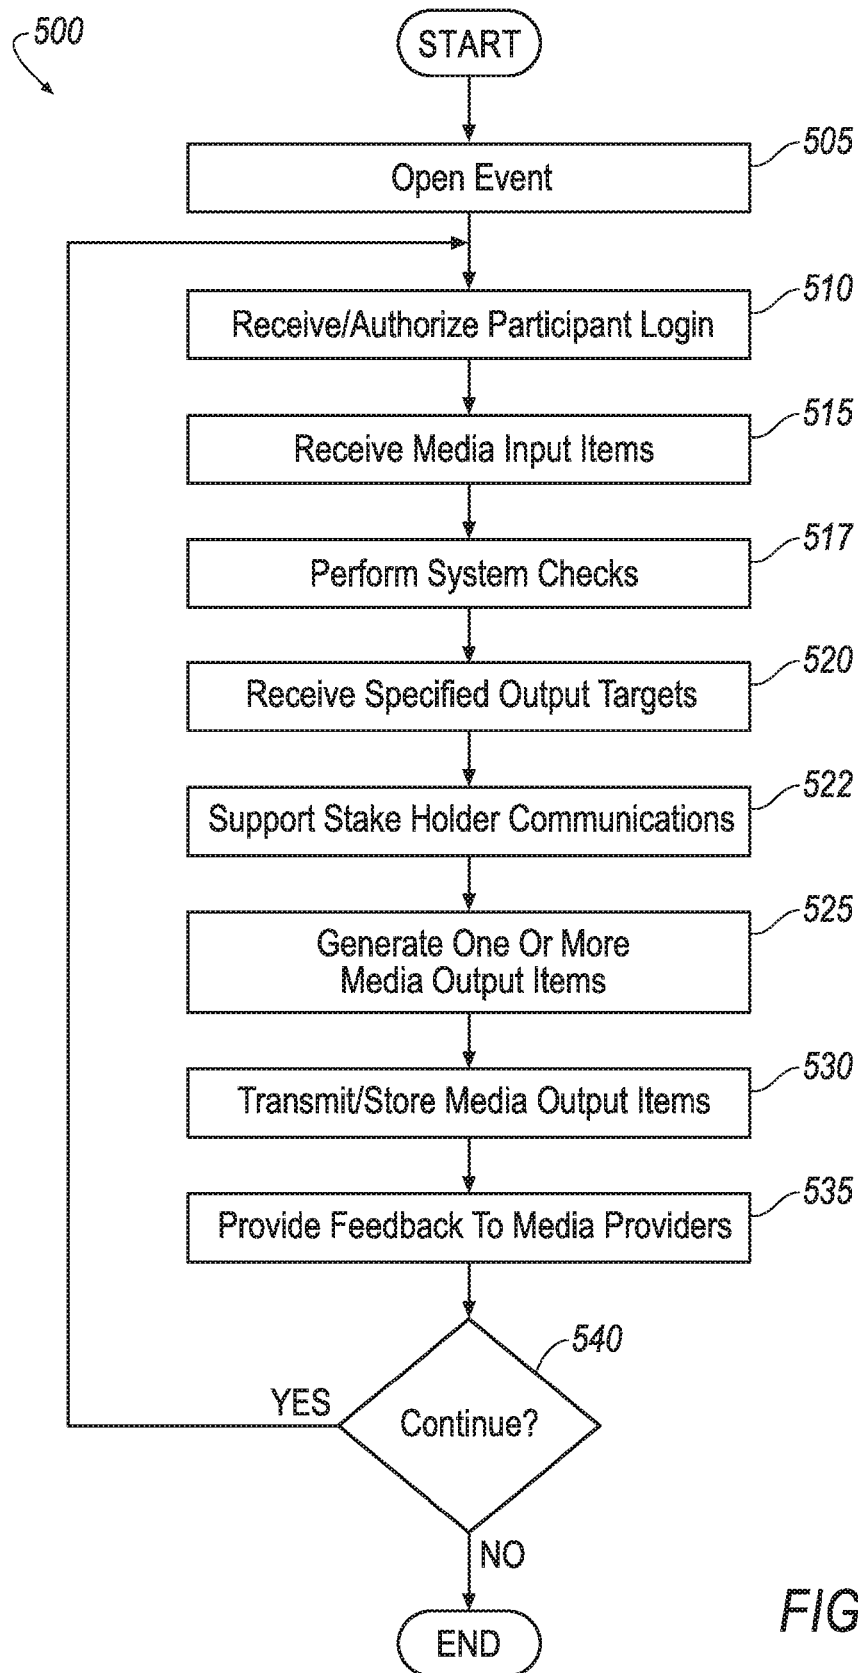 500
START
505
Open Event
510
Receive/Authorize Participant Login
515
Receive Media Input Items
517
Perform System Checks
520
Receive Specified Output Targets
522
Support Stake Holder Communications
525
Generate One Or More
Media Output Items
530
Transmit/Store Media Output Items
535
Provide Feedback To Media Providers
540
YES
Continue?
NO
END
FIG